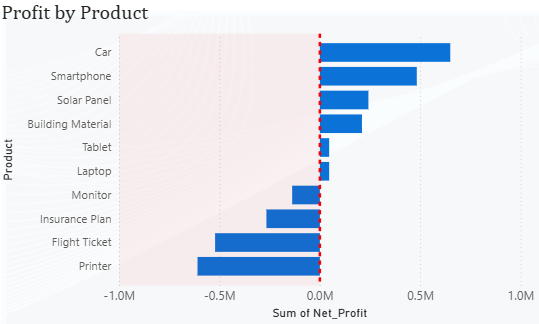 Profit by Product
Car
Smartphone
Solar Panel
Building Material
Tablet
Laptop
Monitor
Insurance Plan
Flight Ticket
Printer
Product
-1.0M -0.5M 0.0M 0.5M 1.0M
Sum of Net_Profit